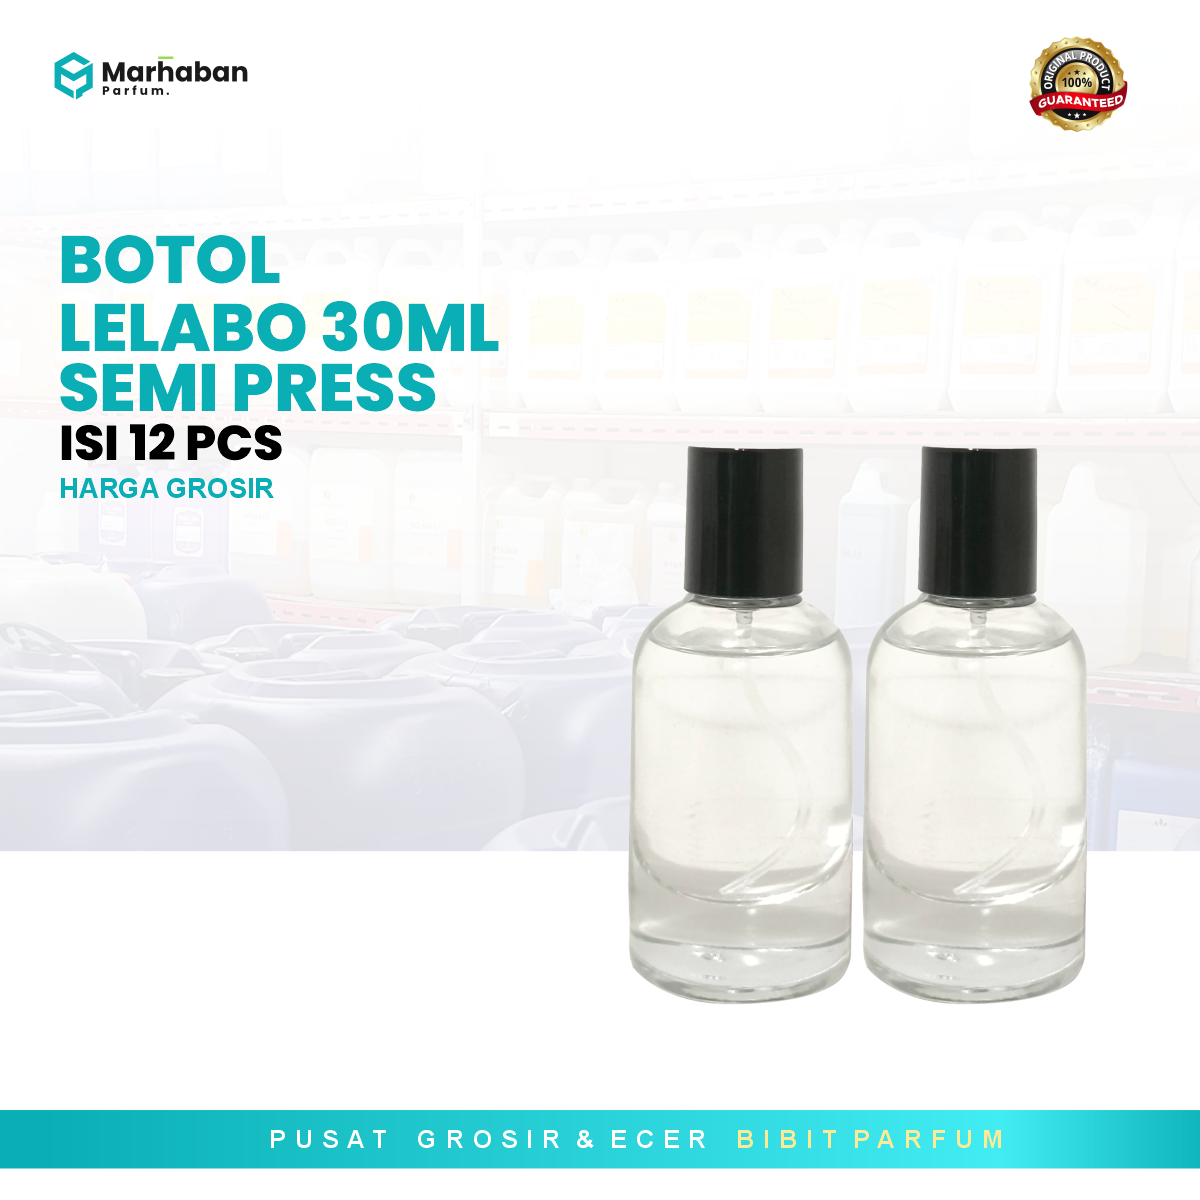 Marhaban
Parfum.
ORIGINAL PRODUCT
100%
GUARANTEED
BOTOL
LELABO 30ML
SEMI PRESS
ISI 12 PCS
HARGA GROSIR
PUSAT GROSIR & ECER BIBIT PARFUM